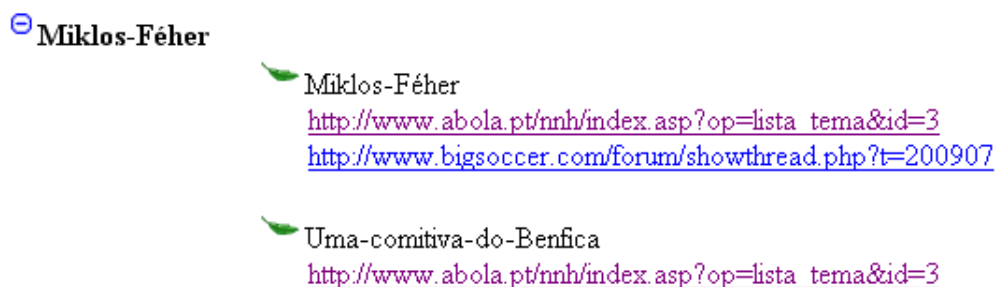 Miklos-Féher
Miklos-Féher
http://www.abola.pt/nnh/index.asp?op=lista_tema&id=3
http://www.bigsoccer.com/forum/showthread.php?t=200907
Uma-comitiva-do-Benfica
http://www.abola.pt/nnh/index.asp?op=lista_tema&id=3